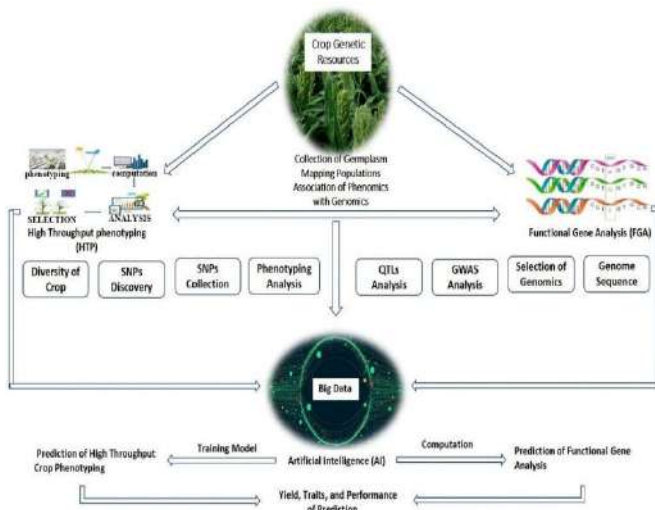 Crop Genetic
Resources
Collection of Germplasm
Mapping Populations
Association of Phenomics
with Genomics
phenotyping
computation
SELECTION
ANALYSIS
High Throughput phenotyping
(HTP)
Functional Gene Analysis (FGA)
Diversity of
Crop
SNPs
Discovery
SNPs
Collection
Phenotyping
Analysis
QTLs
Analysis
GWAS
Analysis
Selection of
Genomics
Genome
Sequence
Big Data
Prediction of High Throughput
Crop Phenotyping
Training Model
Artificial Intelligence (AI)
Computation
Prediction of Functional Gene
Analysis
Yield, Traits, and Performance
of Prediction